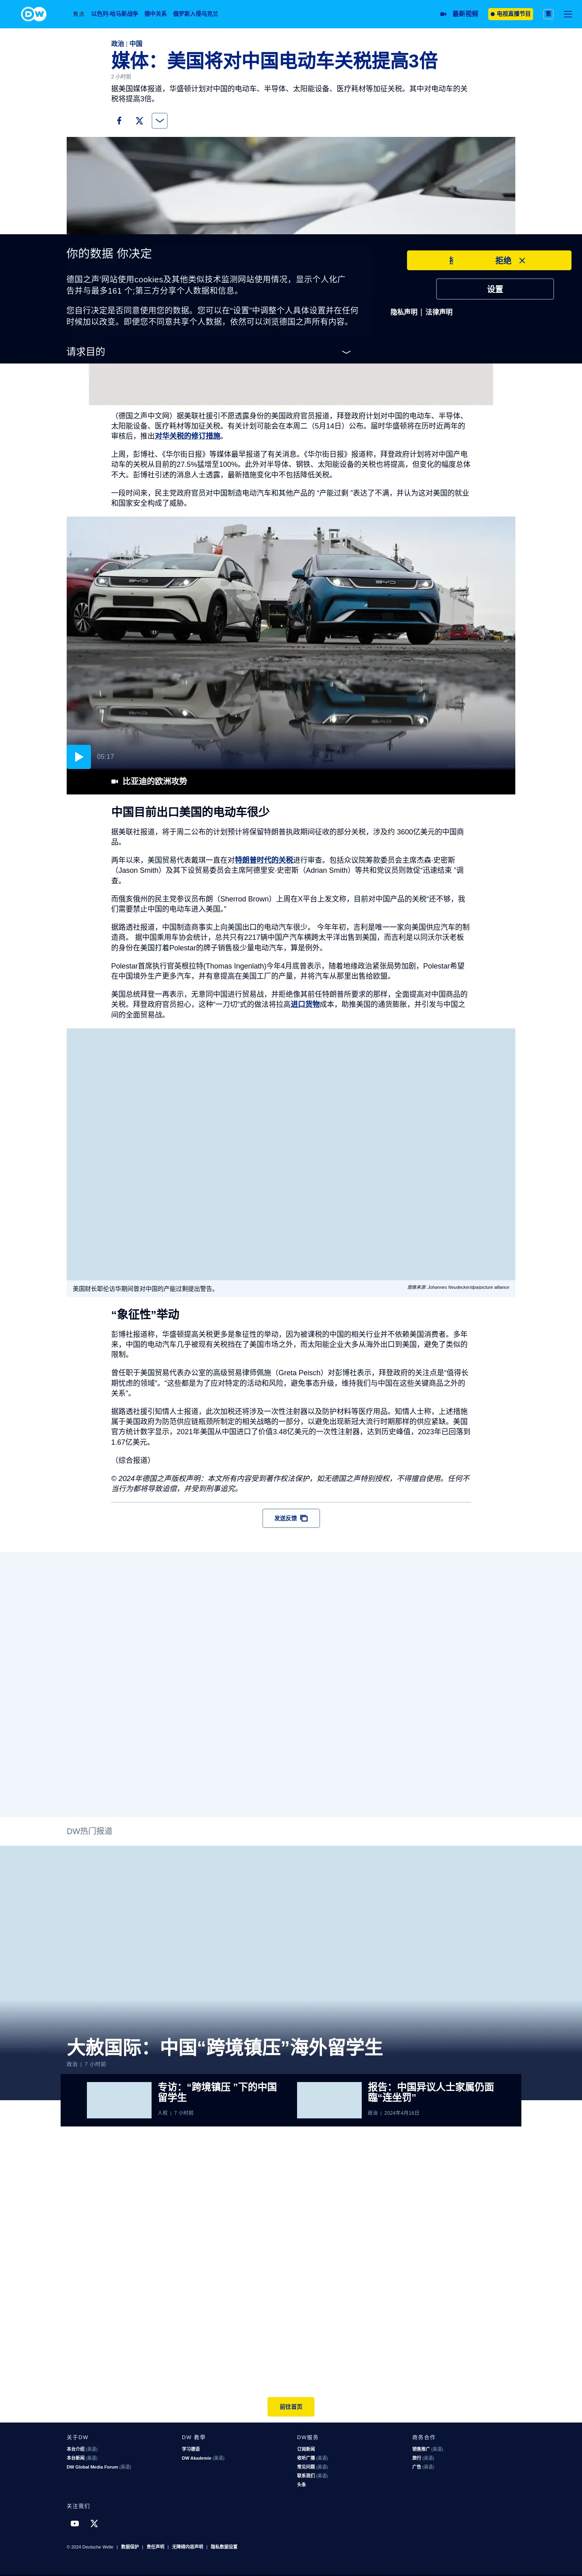 DW
焦点 以色列-哈马斯战争 德中关系 俄罗斯入侵乌克兰 最新视频 电视直播节目 繁
政治 | 中国
媒体：美国将对中国电动车关税提高3倍
2 小时前
据美国媒体报道，华盛顿计划对中国的电动车、半导体、太阳能设备、医疗耗材等加征关税。其中对电动车的关
税将提高3倍。
你的数据 你决定
德国之声'网站使用cookies及其他类似技术监测网站使用情况，显示个人化广
告并与最多161 个;第三方分享个人数据和信息。
您自行决定是否同意使用您的数据。您可以在“设置”中调整个人具体设置并在任何
时候加以改变。即便您不同意共享个人数据，依然可以浏览德国之声所有内容。
请求目的
拒绝
设置
隐私声明 | 法律声明
（德国之声中文网）据美联社援引不愿透露身份的美国政府官员报道，拜登政府计划对中国的电动车、半导体、
太阳能设备、医疗耗材等加征关税。有关计划可能会在本周二（5月14日）公布。届时华盛顿将在历时近两年的
审核后，推出对华关税的修订措施。
上周，彭博社、《华尔街日报》等媒体最早报道了有关消息。《华尔街日报》报道称，拜登政府计划将对中国产电
动车的关税从目前的27.5%猛增至100%。此外对半导体、钢铁、太阳能设备的关税也将提高，但变化的幅度总体
不大。彭博社引述的消息人士透露，最新措施变化中不包括降低关税。
一段时间来，民主党政府官员对中国制造电动汽车和其他产品的 “产能过剩 ”表达了不满，并认为这对美国的就业
和国家安全构成了威胁。
05:17
比亚迪的欧洲攻势
中国目前出口美国的电动车很少
据美联社报道，将于周二公布的计划预计将保留特朗普执政期间征收的部分关税，涉及约 3600亿美元的中国商
品。
两年以来，美国贸易代表戴琪一直在对特朗普时代的关税进行审查。包括众议院筹款委员会主席杰森·史密斯
（Jason Smith）及其下设贸易委员会主席阿德里安·史密斯（Adrian Smith）等共和党议员则敦促“迅速结束 ”调
查。
而俄亥俄州的民主党参议员布朗（Sherrod Brown）上周在X平台上发文称，目前对中国产品的关税“还不够，我
们需要禁止中国的电动车进入美国。”
据路透社报道，中国制造商事实上向美国出口的电动汽车很少。 今年年初，吉利是唯一一家向美国供应汽车的制
造商。 据中国乘用车协会统计，总共只有2217辆中国产汽车横跨太平洋出售到美国，而吉利是以同沃尔沃老板
的身份在美国打着Polestar的牌子销售极少量电动汽车，算是例外。
Polestar首席执行官英根拉特(Thomas Ingenlath)今年4月底曾表示，随着地缘政治紧张局势加剧，Polestar希望
在中国境外生产更多汽车，并有意提高在美国工厂的产量，并将汽车从那里出售给欧盟。
美国总统拜登一再表示，无意同中国进行贸易战，并拒绝像其前任特朗普所要求的那样，全面提高对中国商品的
关税。拜登政府官员担心，这种“一刀切”式的做法将拉高进口货物成本，助推美国的通货膨胀，并引发与中国之
间的全面贸易战。
美国财长耶伦访华期间曾对中国的产能过剩提出警告。
图像来源: Johannes Neudecker/dpa/picture alliance
“象征性”举动
彭博社报道称，华盛顿提高关税更多是象征性的举动，因为被课税的中国的相关行业并不依赖美国消费者。多年
来，中国的电动汽车几乎被现有关税挡在了美国市场之外，而太阳能企业大多从海外出口到美国，避免了类似的
限制。
曾任职于美国贸易代表办公室的高级贸易律师佩施（Greta Peisch）对彭博社表示，拜登政府的关注点是“值得长
期忧虑的领域”。“这些都是为了应对特定的活动和风险，避免事态升级，维持我们与中国在这些关键商品之外的
关系”。
据路透社援引知情人士报道，此次加税还将涉及一次性注射器以及防护材料等医疗用品。知情人士称，上述措施
属于美国政府为防范供应链瓶颈所制定的相关战略的一部分，以避免出现新冠大流行时期那样的供应紧缺。美国
官方统计数字显示，2021年美国从中国进口了价值3.48亿美元的一次性注射器，达到历史峰值，2023年已回落到
1.67亿美元。
（综合报道）
© 2024年德国之声版权声明：本文所有内容受到著作权法保护，如无德国之声特别授权，不得擅自使用。任何不
当行为都将导致追偿，并受到刑事追究。
发送反馈
DW热门报道
大赦国际：中国“跨境镇压”海外留学生
政治 | 7 小时前
专访：“跨境镇压 ”下的中国
留学生
人权 | 7 小时前
报告：中国异议人士家属仍面
临“连坐罚”
政治 | 2024年4月16日
前往首页
关于DW
本台介绍 (英语)
本台新闻 (英语)
DW Global Media Forum (英语)
DW 教学
学习德语
DW Akademie (英语)
DW服务
订阅新闻
收听广播 (英语)
常见问题 (英语)
联系我们 (英语)
头条
商务合作
销售推广 (英语)
旅行 (英语)
广告 (英语)
关注我们
© 2024 Deutsche Welle | 数据保护 | 责任声明 | 无障碍内容声明 | 隐私数据设置